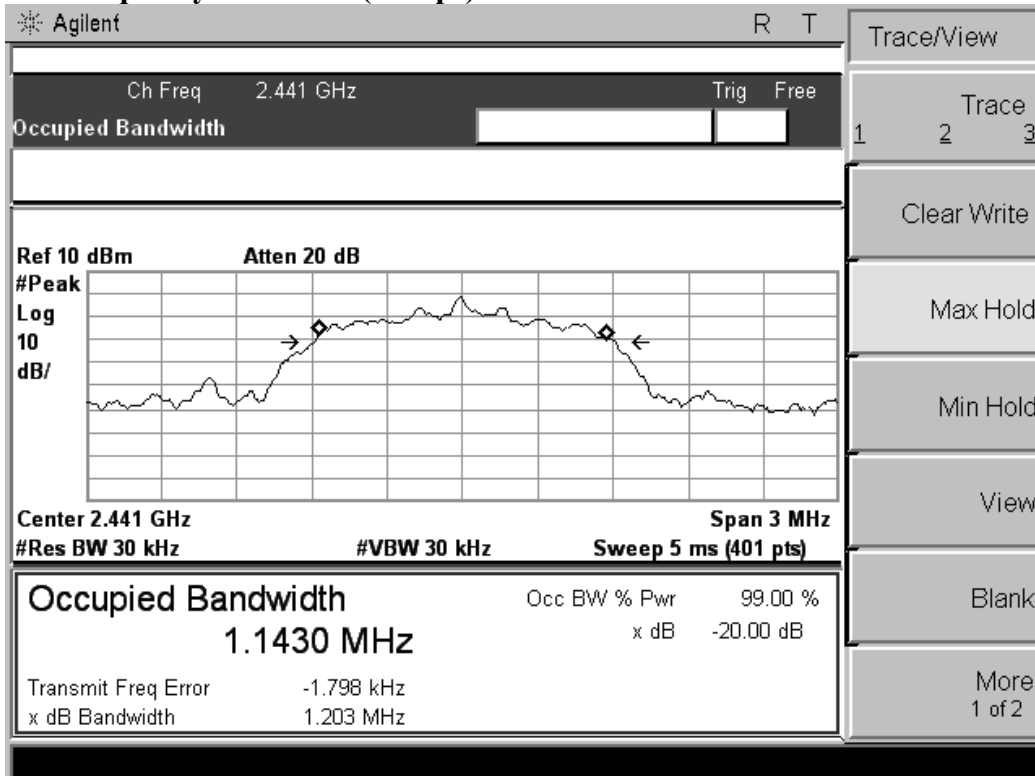 Agilent R T
Trace/View
Ch Freq 2.441 GHz Trig Free
Occupied Bandwidth
Trace
1 2 3
Clear Write
Max Hold
Min Hold
View
Blank
More
1 of 2
Ref 10 dBm Atten 20 dB
#Peak
Log
10
dB/
Center 2.441 GHz Span 3 MHz
#Res BW 30 kHz #VBW 30 kHz Sweep 5 ms (401 pts)
Occupied Bandwidth
1.1430 MHz
Occ BW % Pwr 99.00 %
x dB -20.00 dB
Transmit Freq Error -1.798 kHz
x dB Bandwidth 1.203 MHz